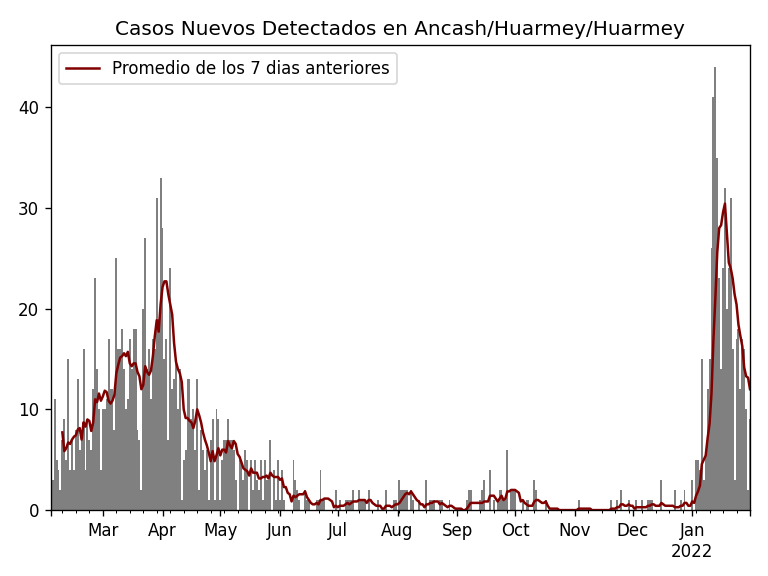 Casos Nuevos Detectados en Ancash/Huarmey/Huarmey
Promedio de los 7 dias anteriores
40
30
20
10
0
Mar Apr May Jun Jul Aug Sep Oct Nov Dec Jan
2022